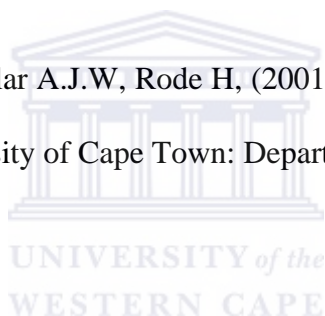 lar A.J.W, Rode H, (2001
ity of Cape Town: Depart
UNIVERSITY of the
WESTERN CAPE